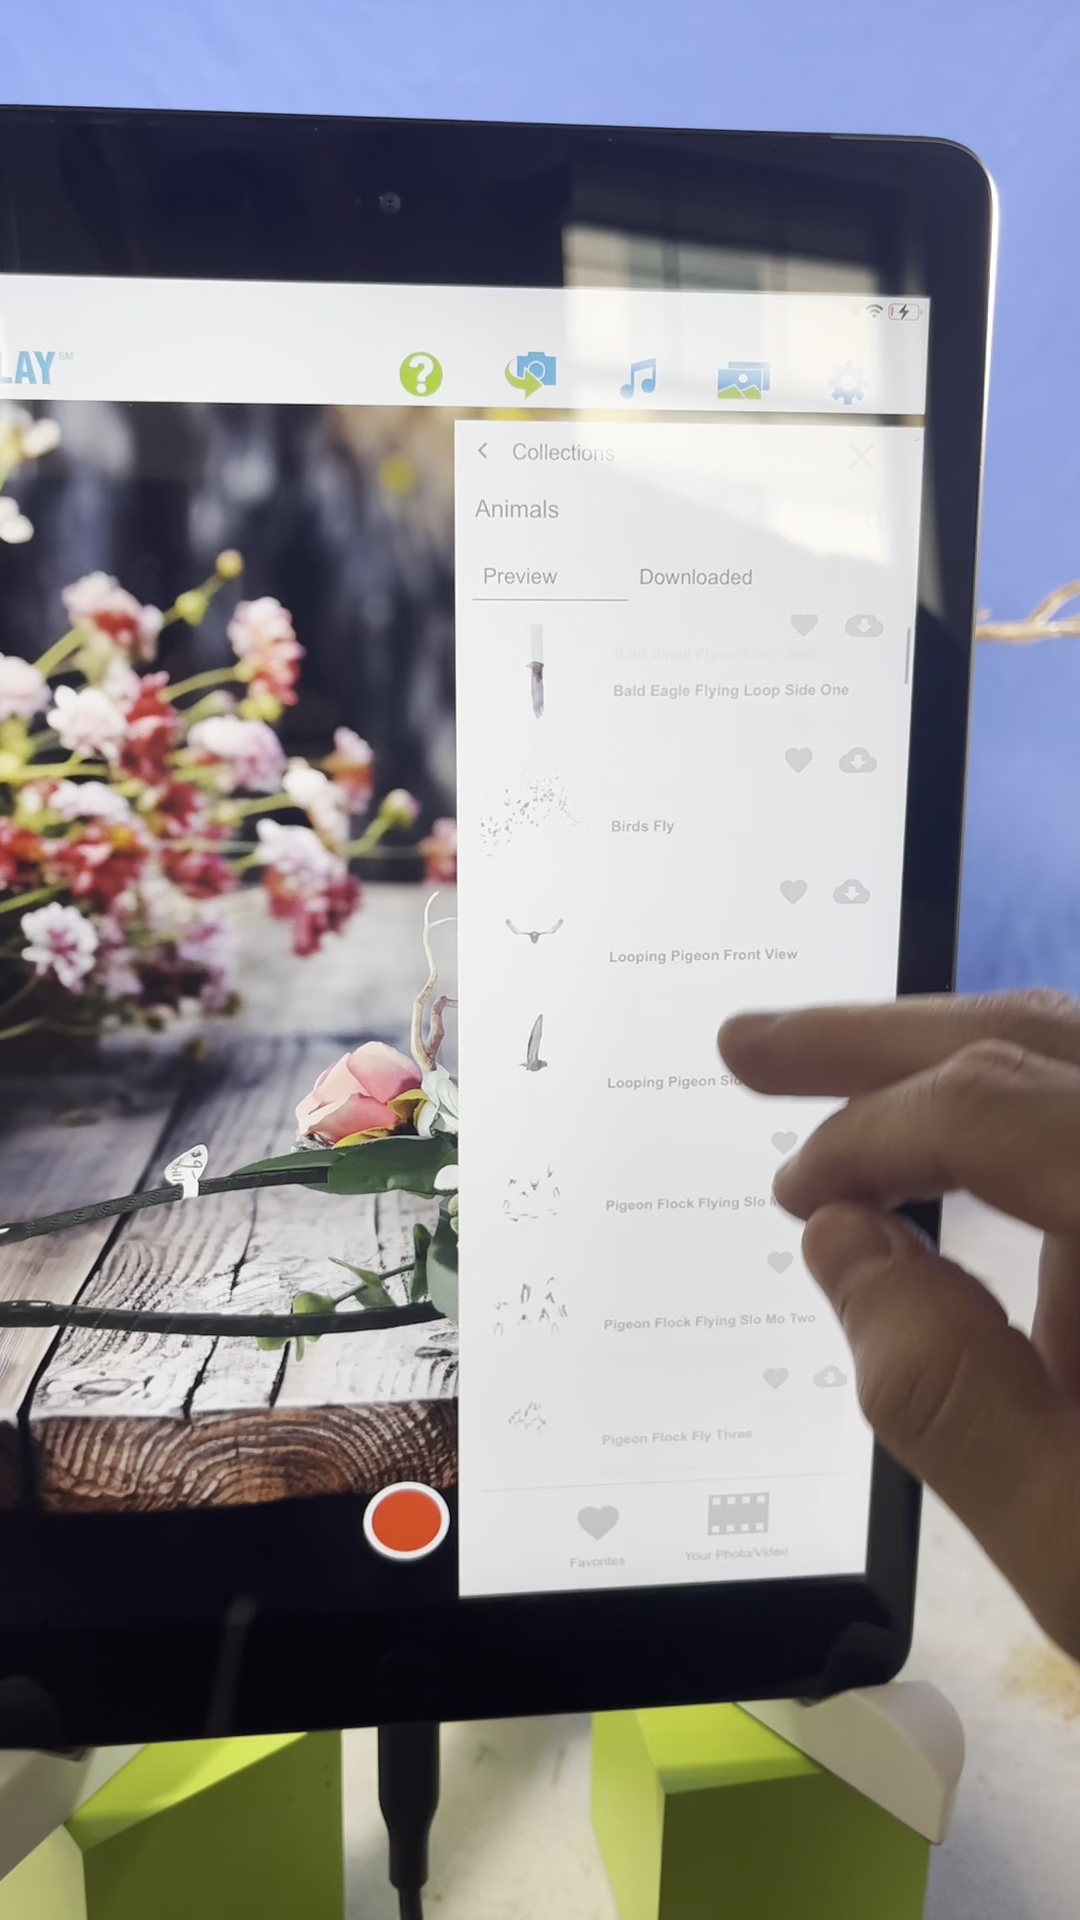 LAY SM
Collections
Animals
Preview Downloaded
Bald Eagle Flying Loop Side One
Birds Fly
Looping Pigeon Front View
Looping Pigeon
Pigeon Flock Flying Slo
Pigeon Flock Flying Slo Mo Two
Pigeon Flock Fly Three
Favorites Your Photo/Video